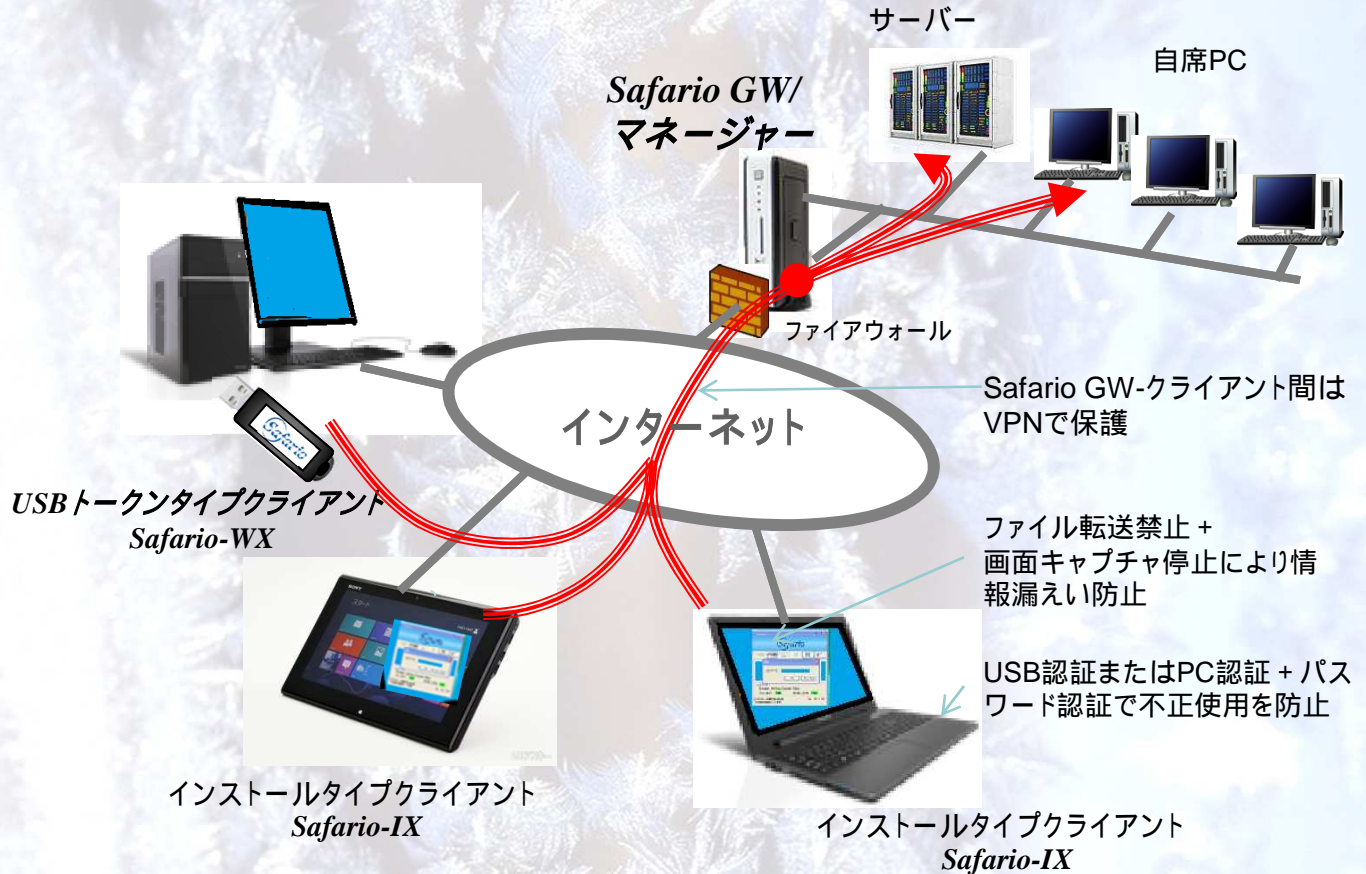 サーバー
自席PC
Safario GW/
マネージャー
ファイアウォール
インターネット
Safario GW-クライアント間は
VPNで保護
Safario
USBトークンタイプクライアント
Safario-WX
ファイル転送禁止 +
画面キャプチャ停止により情
報漏えい防止
SONY
スタート
Safario
Safario
USB認証またはPC認証 + パス
ワード認証で不正使用を防止
インストールタイプクライアント
Safario-IX
インストールタイプクライアント
Safario-IX